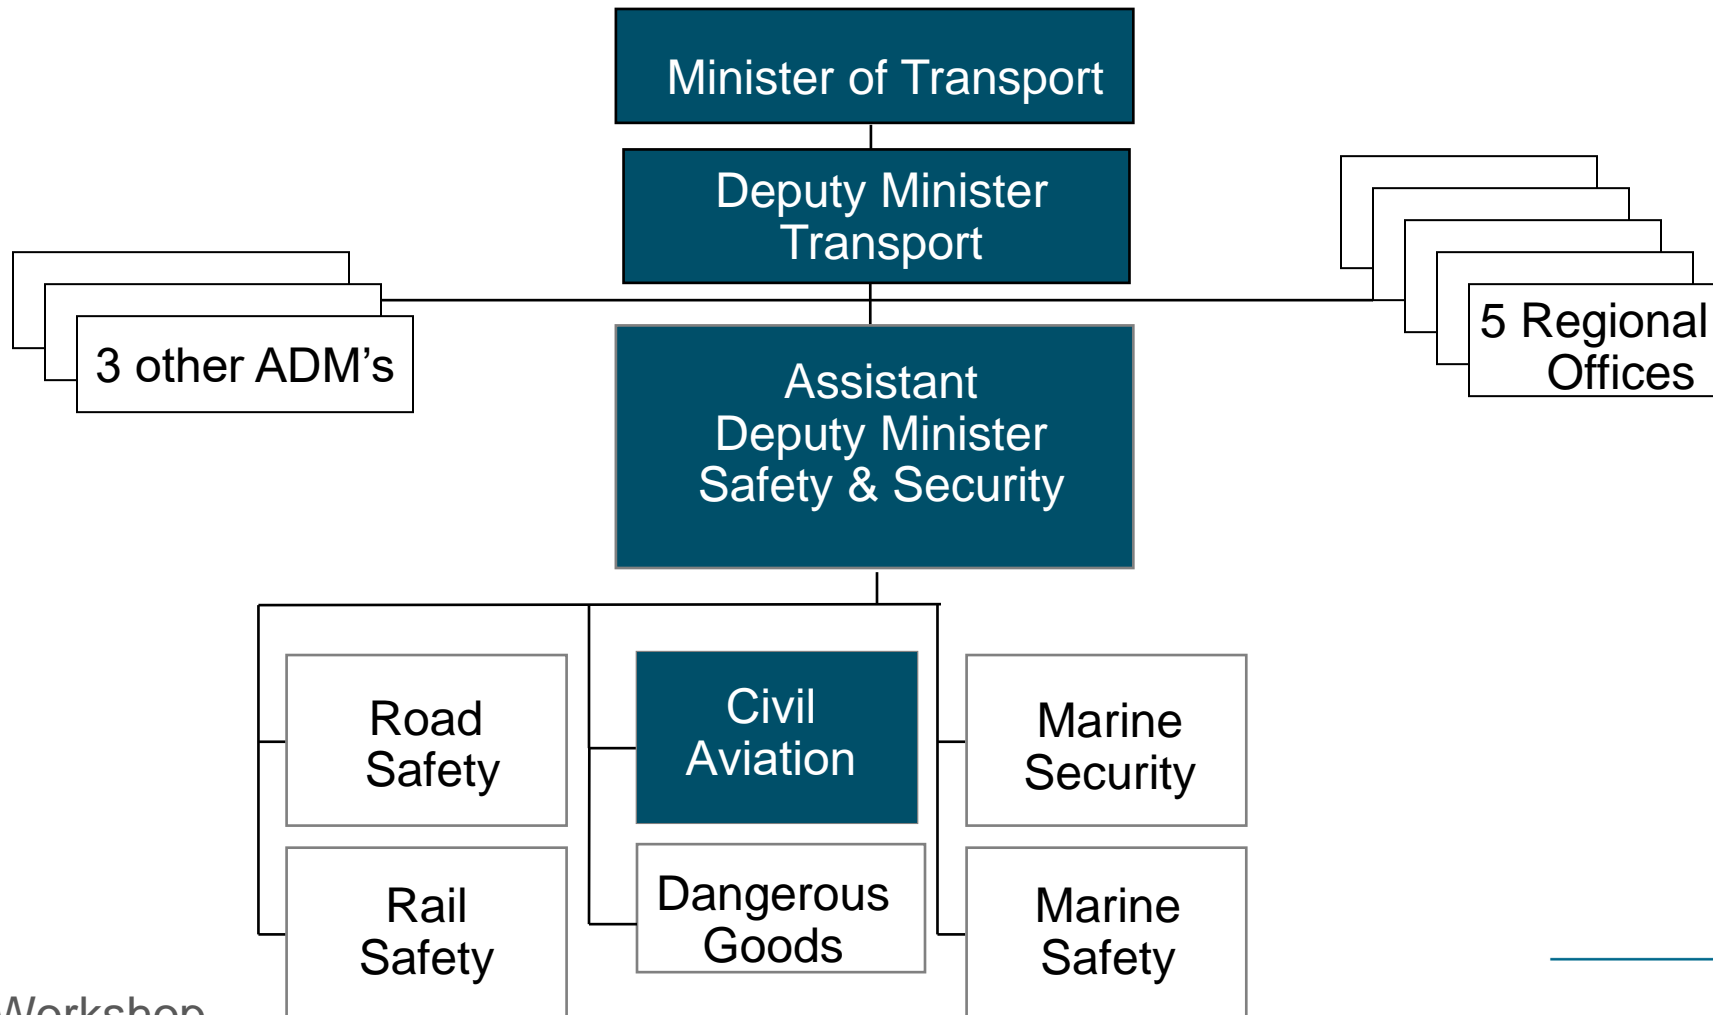 Minister of Transport
Deputy Minister
Transport
3 other ADM's
5 Regional
Offices
Assistant
Deputy Minister
Safety & Security
Road
Safety
Civil
Aviation
Marine
Security
Rail
Safety
Dangerous
Goods
Marine
Safety
Workshop